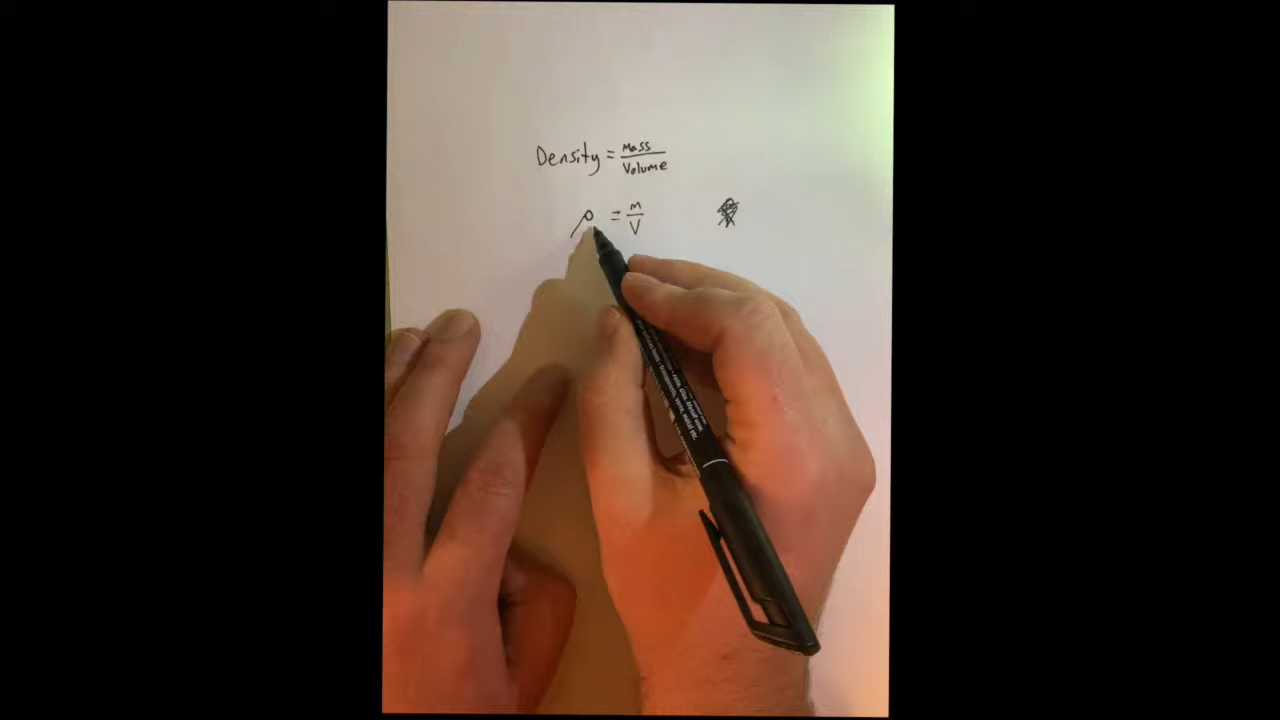 Density = Mass / Volume
ρ = m / V